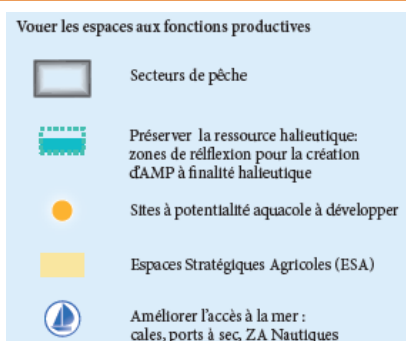 Vouer les espaces aux fonctions productives
Secteurs de pêche
Préserver la ressource halieutique:
zones de rélflexion pour la création
d'AMP à finalité halieutique
Sites à potentialité aquacole à développer
Espaces Stratégiques Agricoles (ESA)
Améliorer l'accès à la mer :
cales, ports à sec, ZA Nautiques